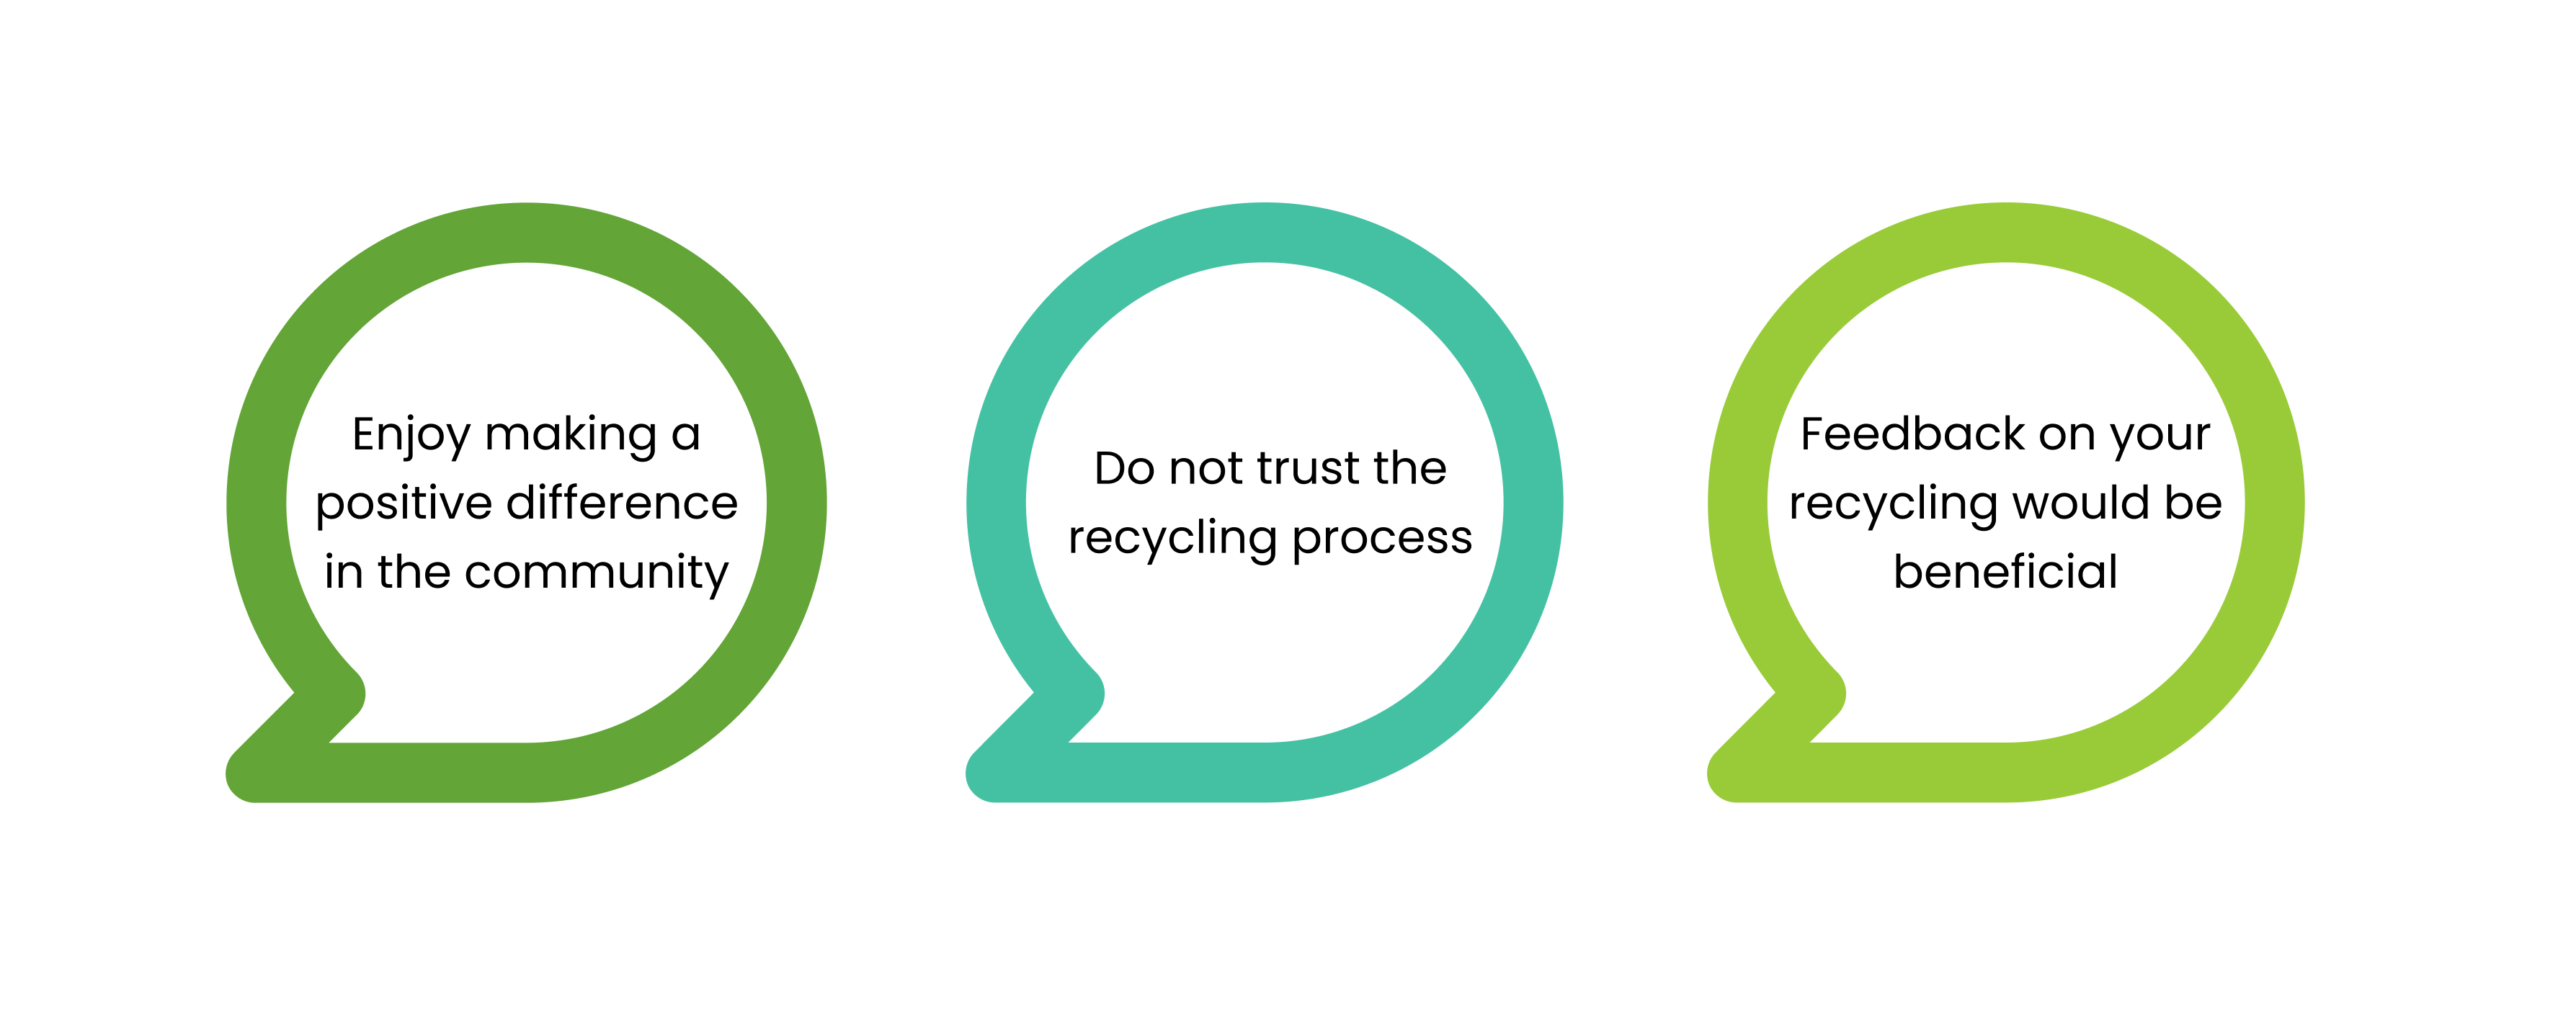 Enjoy making a
positive difference
in the community
Do not trust the
recycling process
Feedback on your
recycling would be
beneficial